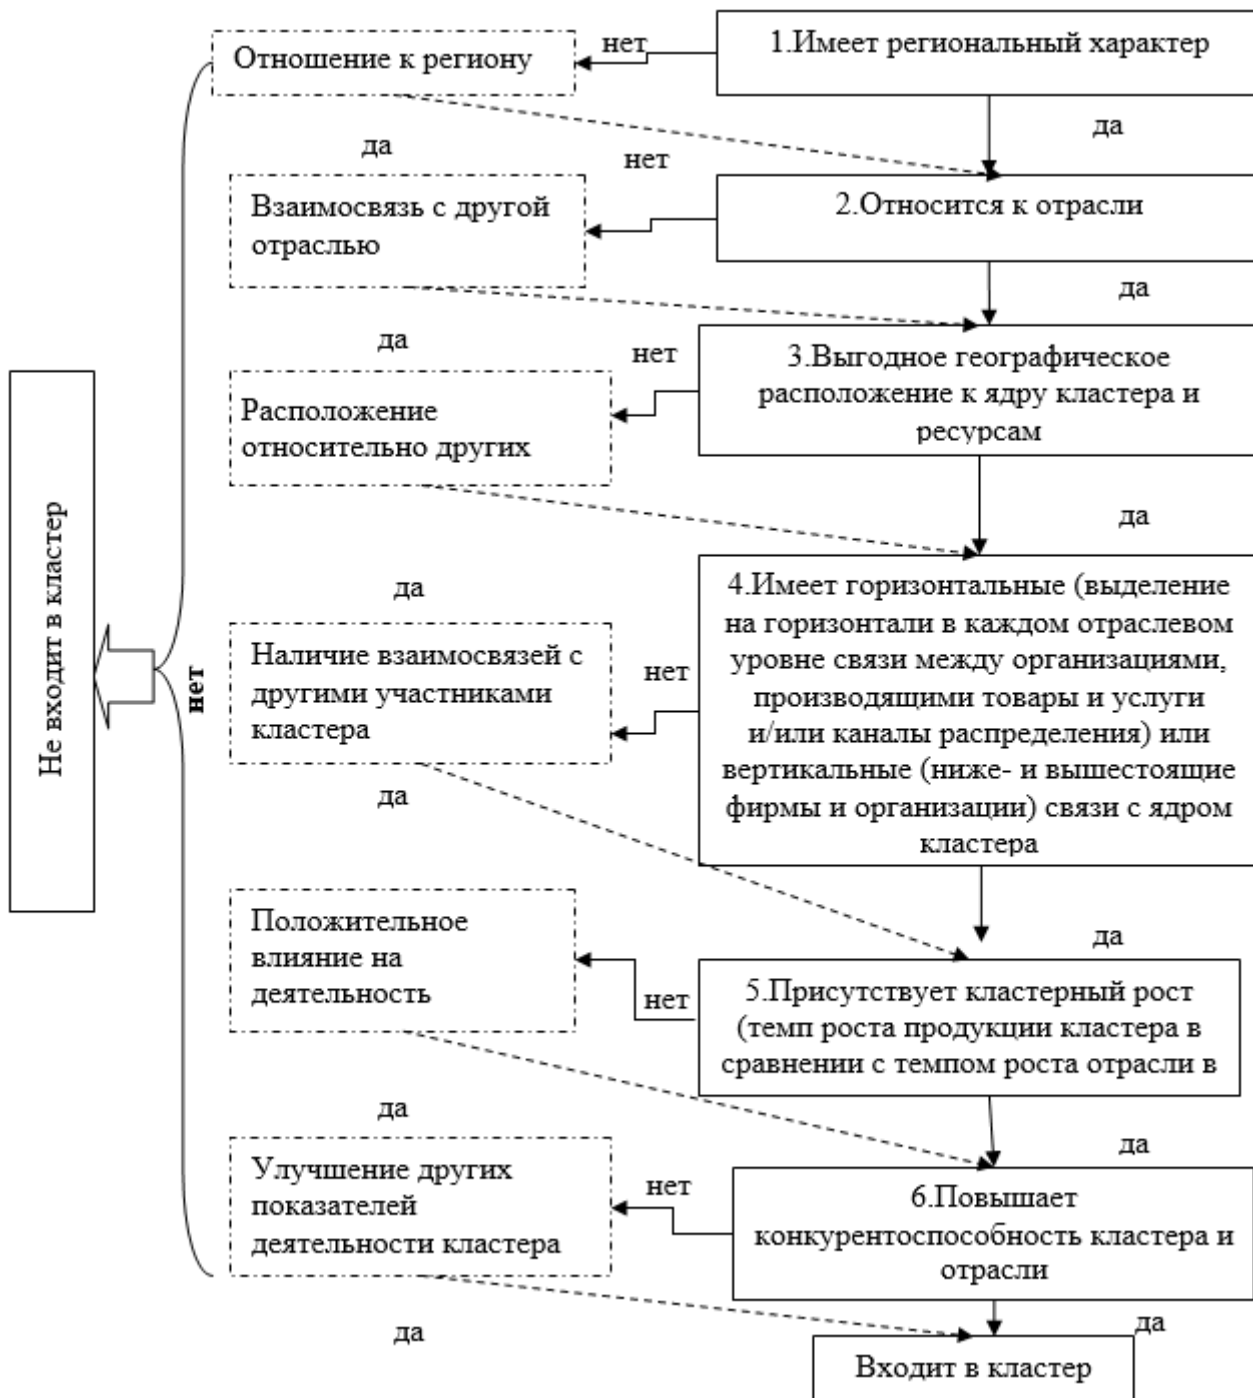 нет
1.Имеет региональный характер
Отношение к региону
да
да
нет
Взаимосвязь с другой
отраслью
2.Относится к отрасли
да
да
нет
3.Выгодное географическое
расположение к ядру кластера и
ресурсам
Расположение
относительно других
да
да
4.Имеет горизонтальные (выделение
на горизонтали в каждом отраслевом
уровне связи между организациями,
производящими товары и услуги
и/или каналы распределения) или
вертикальные (ниже- и вышестоящие
фирмы и организации) связи с ядром
кластера
нет
Наличие взаимосвязей с
другими участниками
кластера
Не входит в кластер
нет
да
да
Положительное
влияние на
деятельность
нет
5.Присутствует кластерный рост
(темп роста продукции кластера в
сравнении с темпом роста отрасли в
да
да
Улучшение других
показателей
деятельности кластера
нет
6.Повышает
конкурентоспособность кластера и
отрасли
да
да
Входит в кластер